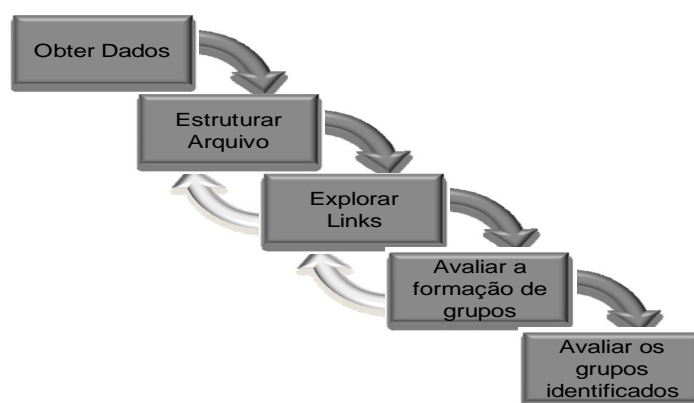 Obter Dados
Estruturar
Arquivo
Explorar
Links
Avaliar a
formação de
grupos
Avaliar os
grupos
identificados